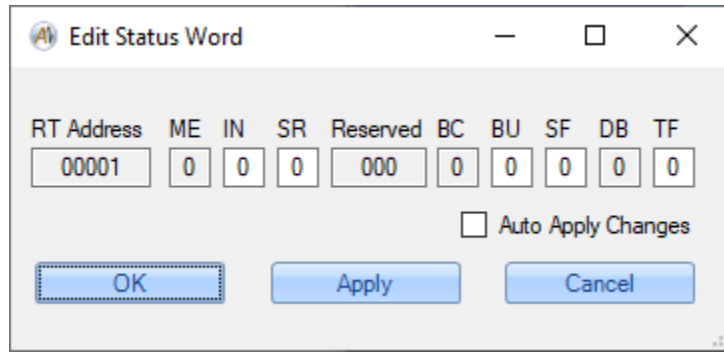 Edit Status Word
RT Address ME IN SR Reserved BC BU SF DB TF
00001 0 0 0 000 0 0 0 0 0
Auto Apply Changes
OK Apply Cancel